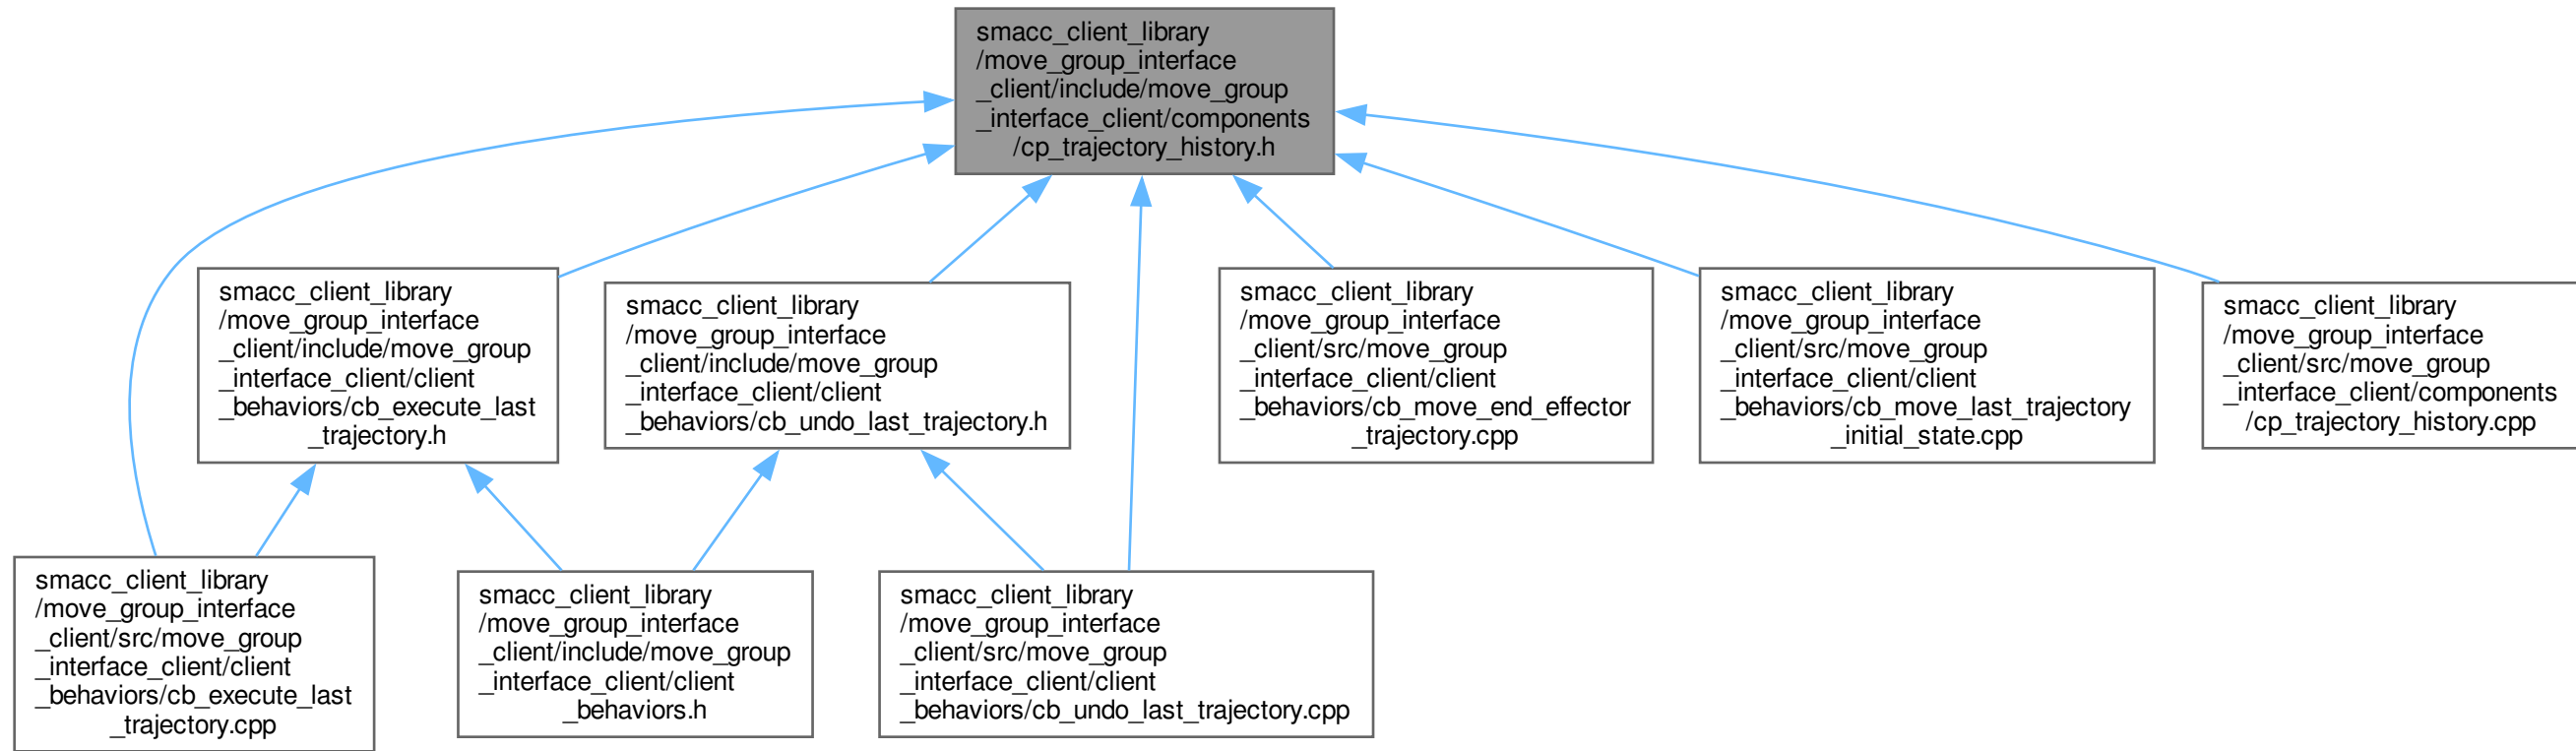 smacc_client_library
/move_group_interface
_client/include/move_group
_interface_client/components
/cp_trajectory_history.h
smacc_client_library
/move_group_interface
_client/include/move_group
_interface_client/client
_behaviors/cb_execute_last
_trajectory.h
smacc_client_library
/move_group_interface
_client/include/move_group
_interface_client/client
_behaviors/cb_undo_last_trajectory.h
smacc_client_library
/move_group_interface
_client/src/move_group
_interface_client/client
_behaviors/cb_move_end_effector
_trajectory.cpp
smacc_client_library
/move_group_interface
_client/src/move_group
_interface_client/client
_behaviors/cb_move_last_trajectory
_initial_state.cpp
smacc_client_library
/move_group_interface
_client/src/move_group
_interface_client/components
/cp_trajectory_history.cpp
smacc_client_library
/move_group_interface
_client/src/move_group
_interface_client/client
_behaviors/cb_execute_last
_trajectory.cpp
smacc_client_library
/move_group_interface
_client/include/move_group
_interface_client/client
_behaviors.h
smacc_client_library
/move_group_interface
_client/src/move_group
_interface_client/client
_behaviors/cb_undo_last_trajectory.cpp